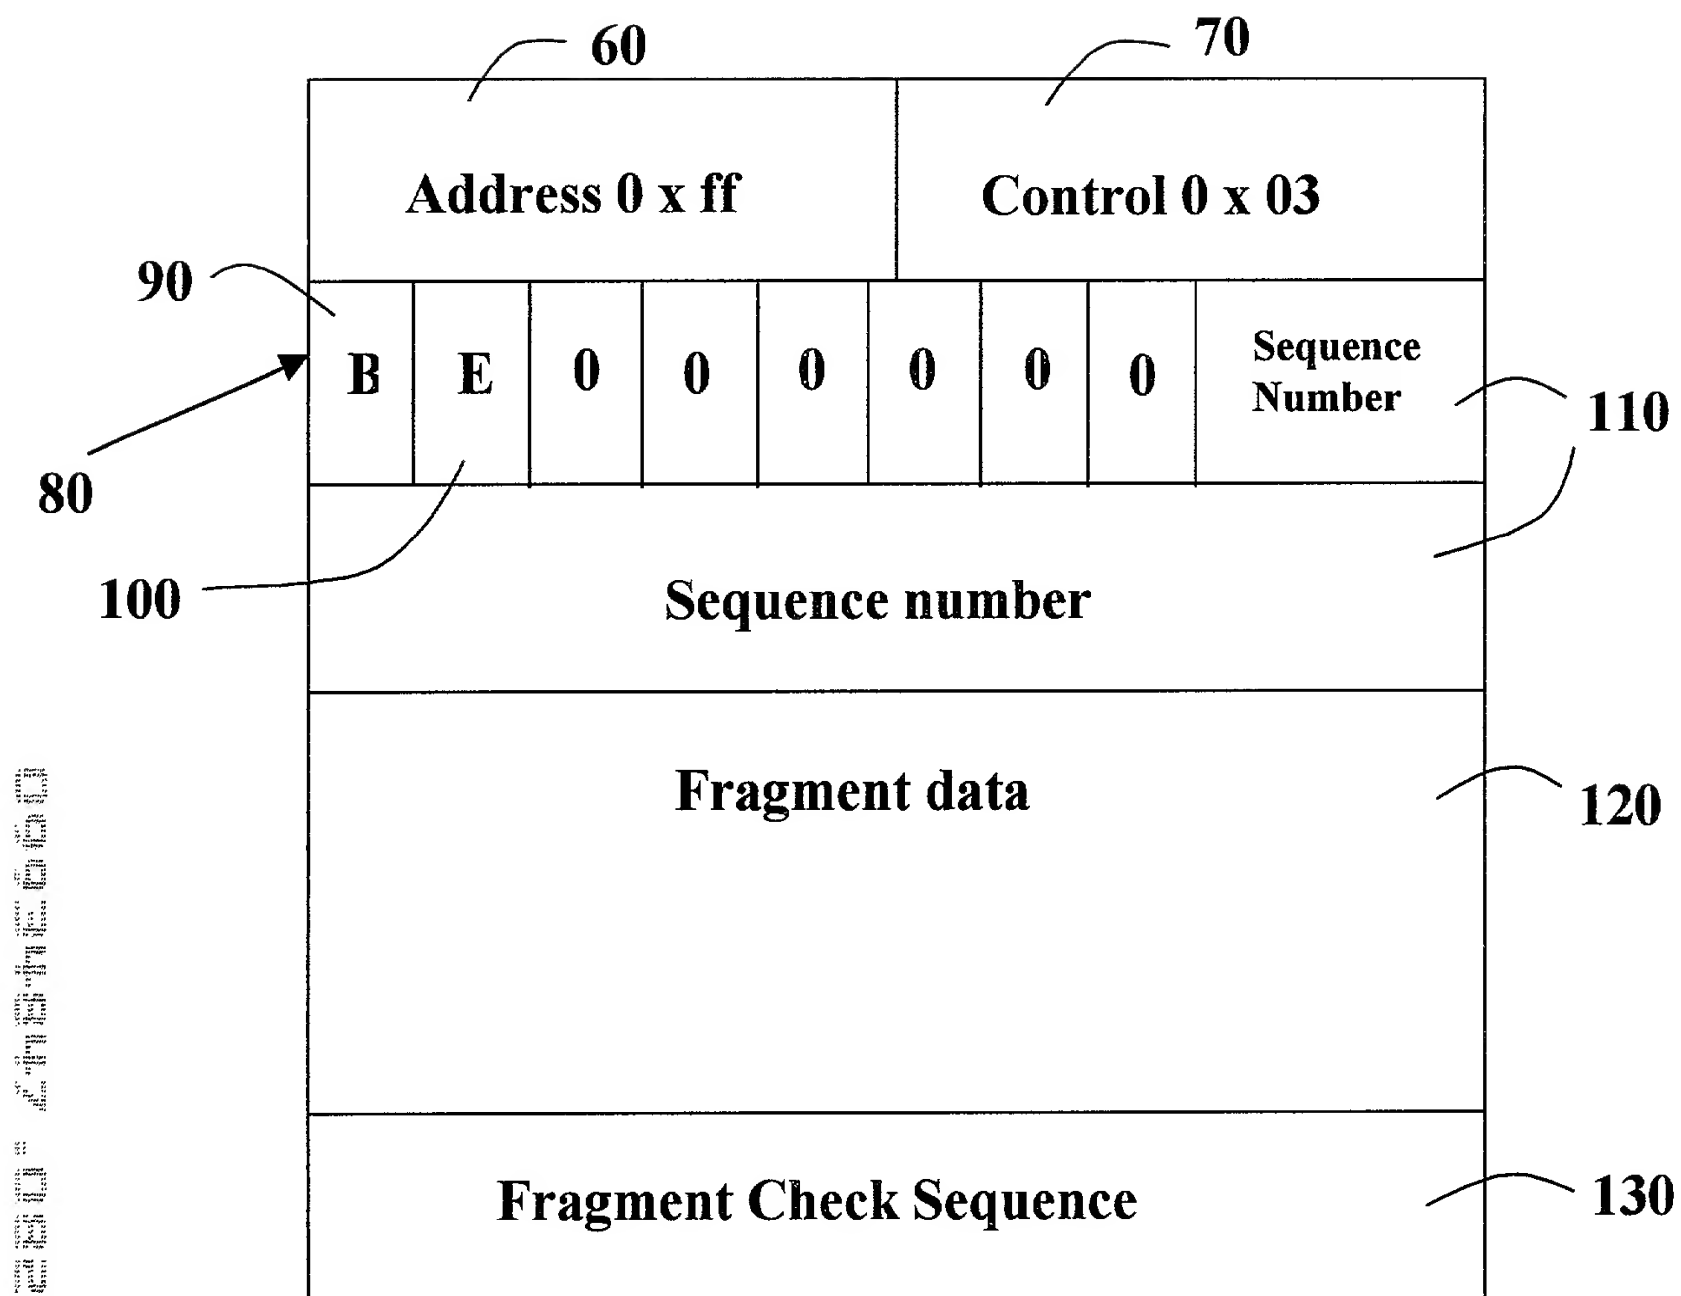 60
70
Address 0 x ff
Control 0 x 03
90
B E 0 0 0 0 0 0
Sequence
Number
110
80
100
Sequence number
Fragment data
120
Fragment Check Sequence
130